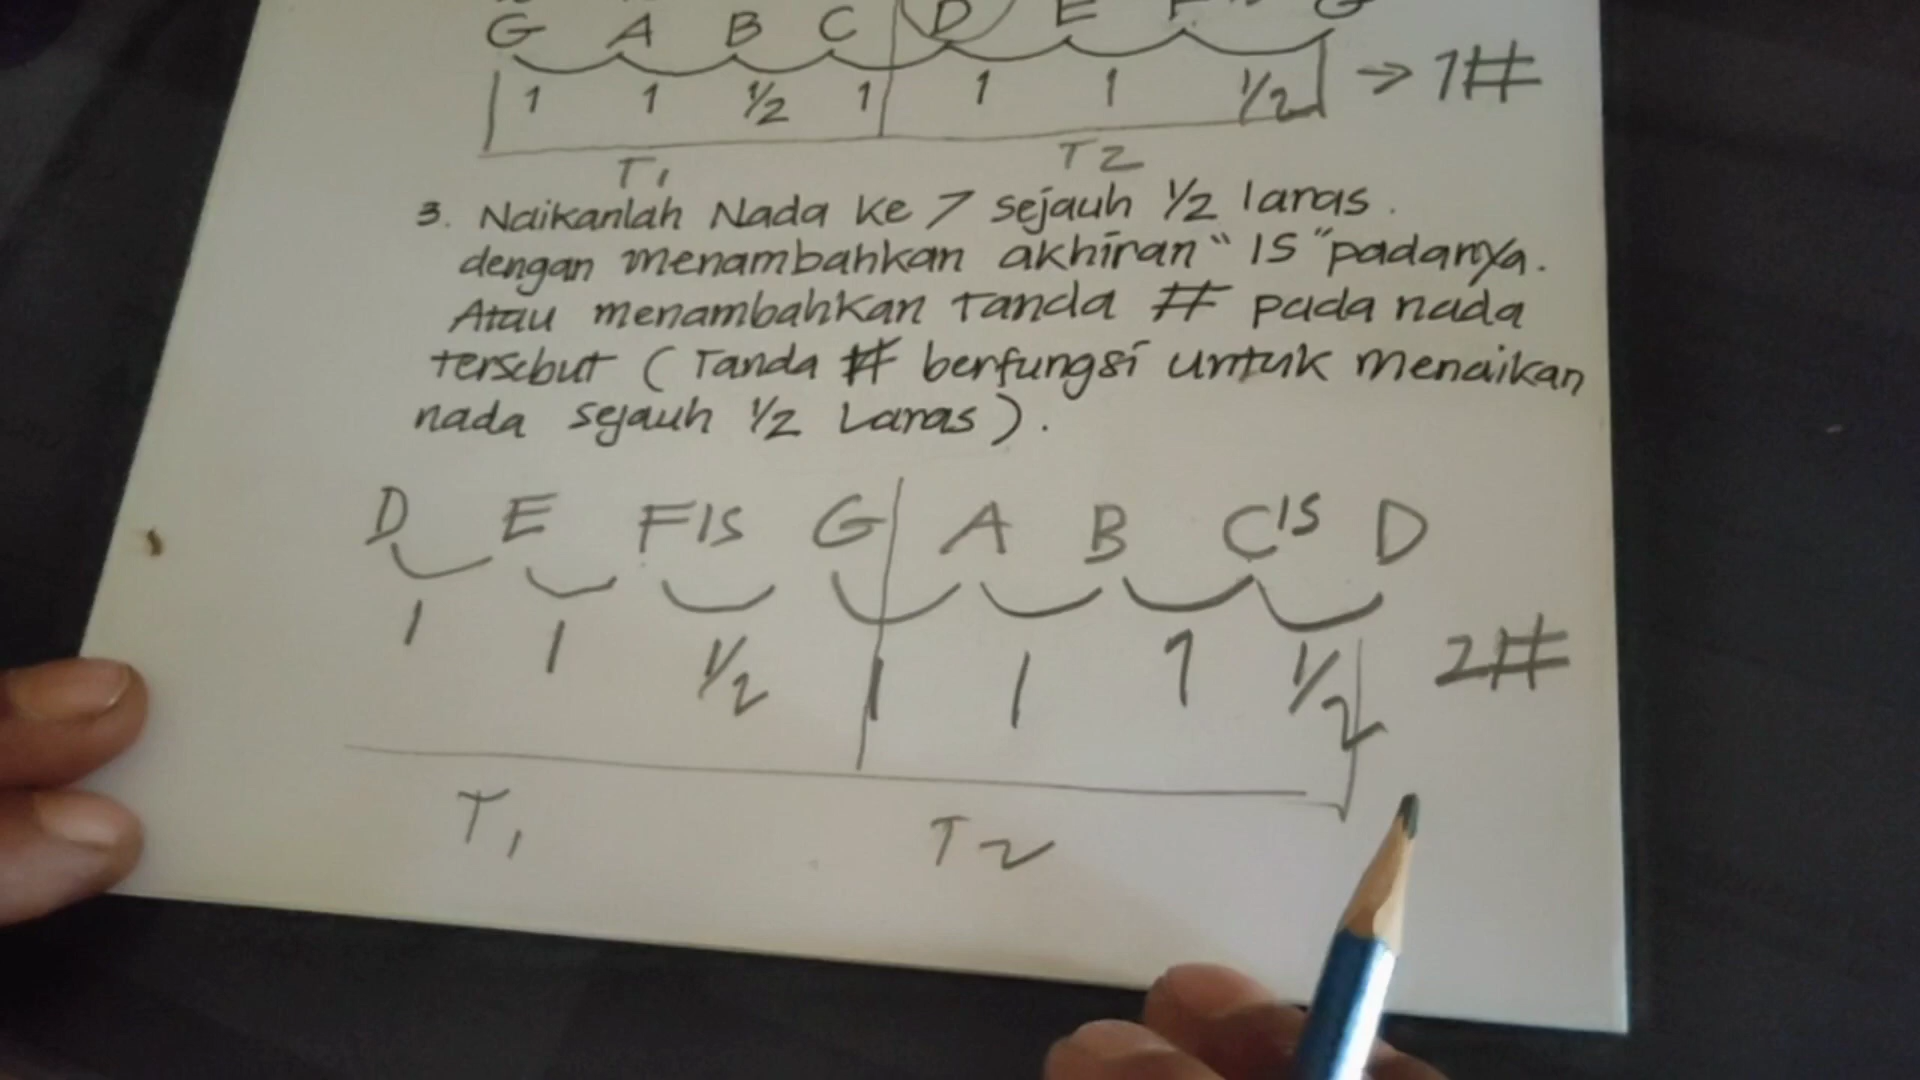 G A B C D E G
1 1 1/2 1 1 1 1/2 → 1#
T1 T2
3. Naikanlah Nada ke 7 sejauh 1/2 laras.
dengan menambahkan akhiran "IS" padanya.
Atau menambahkan Tanda # pada nada
tersebut (Tanda # berfungsi untuk menaikan
nada sejauh 1/2 Laras).
D E FIS G A B CIS D
1 1 1/2 1 1 1 1/2 2#
T1 T2